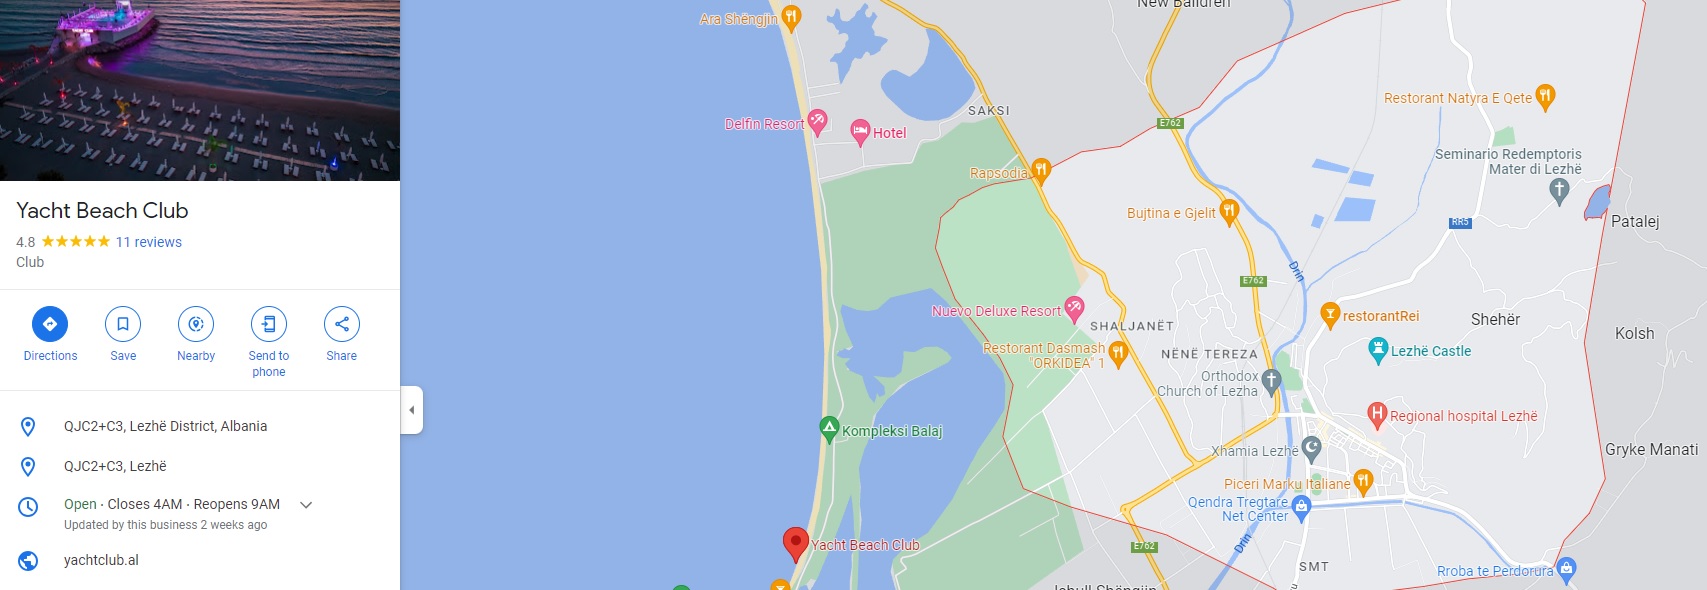 Yacht Beach Club
4.8 ★★★★★ 11 reviews
Club
Directions
Save
Nearby
Send to
phone
Share
QJC2+C3, Lezhë District, Albania
QJC2+C3, Lezhë
Open · Closes 4AM · Reopens 9AM
Updated by this business 2 weeks ago
yachtclub.al
New Balldren
Ara Shëngjin
SAKSI
Delfin Resort
Hotel
E762
Restorant Natyra E Qete
Seminario Redemptoris
Mater di Lezhë
Rapsodia
Bujtina e Gjelit
RR5
Patalej
Drin
E762
Nuevo Deluxe Resort
SHALJANËT
restorantRei
Shehër
Kolsh
Restorant Dasmash
"ORKIDEA" 1
NËNË TEREZA
Lezhë Castle
Orthodox
Church of Lezha
Regional hospital Lezhë
Kompleksi Balaj
Xhamia Lezhë
Gryke Manati
Piceri Marku Italiane
Qendra Tregtare
Net Center
Yacht Beach Club
E762
Drin
SMT
Rroba te Perdorura